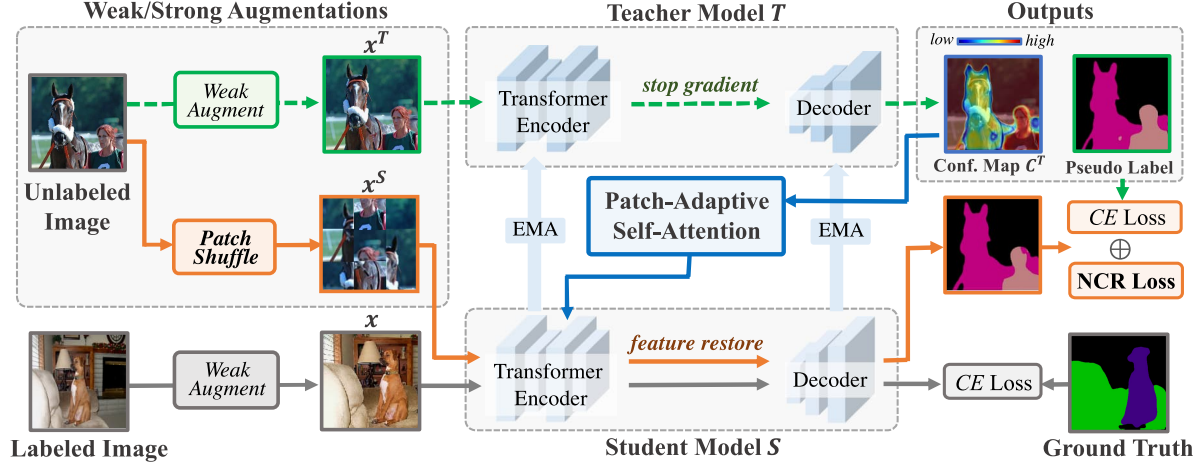 Weak/Strong Augmentations
Teacher Model T
Outputs
x^T
low
high
Weak
Augment
Transformer
Encoder
stop gradient
Decoder
Conf. Map C^T
Pseudo Label
Unlabeled
Image
x^S
Patch
Shuffle
EMA
Patch-Adaptive
Self-Attention
EMA
CE Loss
⊕
NCR Loss
x
Weak
Augment
Transformer
Encoder
feature restore
Decoder
CE Loss
Labeled Image
Student Model S
Ground Truth